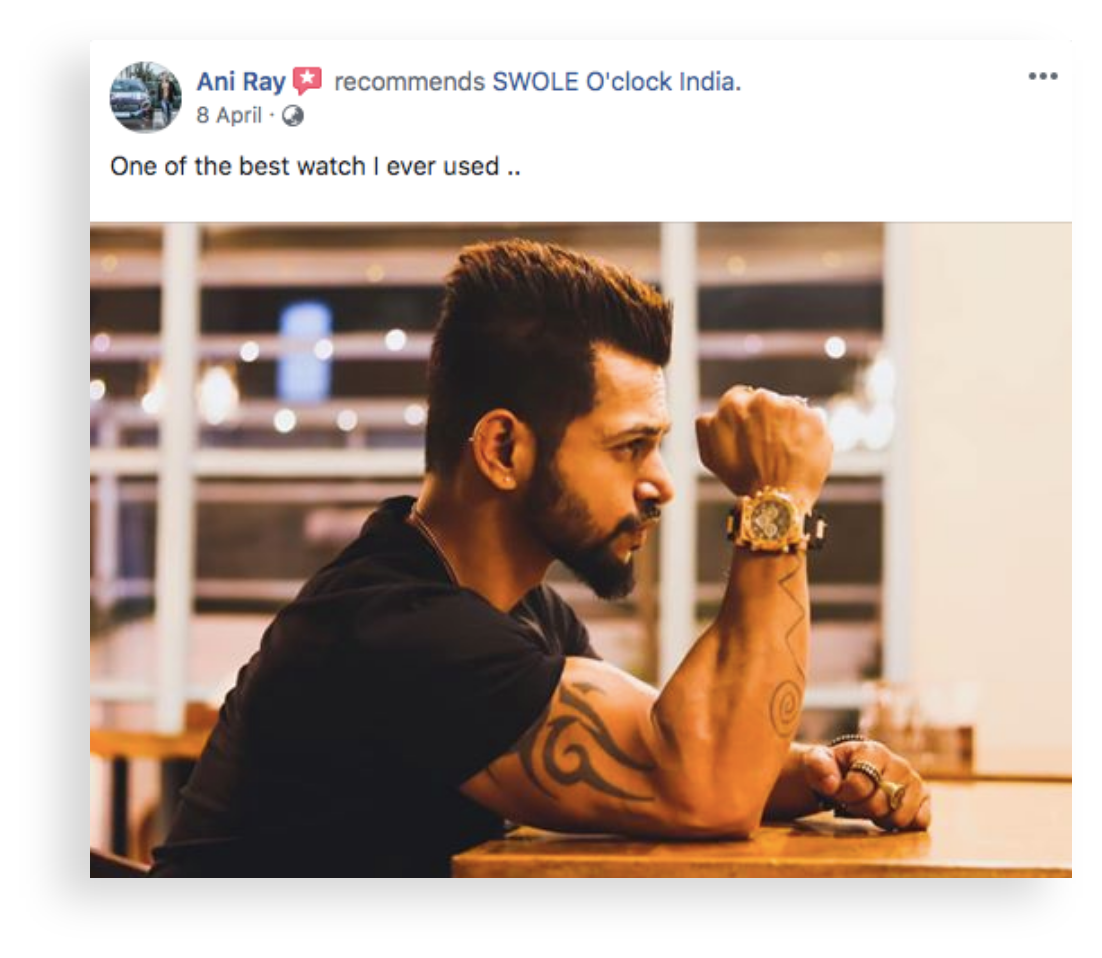 Ani Ray recommends SWOLE O'clock India.
8 April ·
One of the best watch I ever used ..